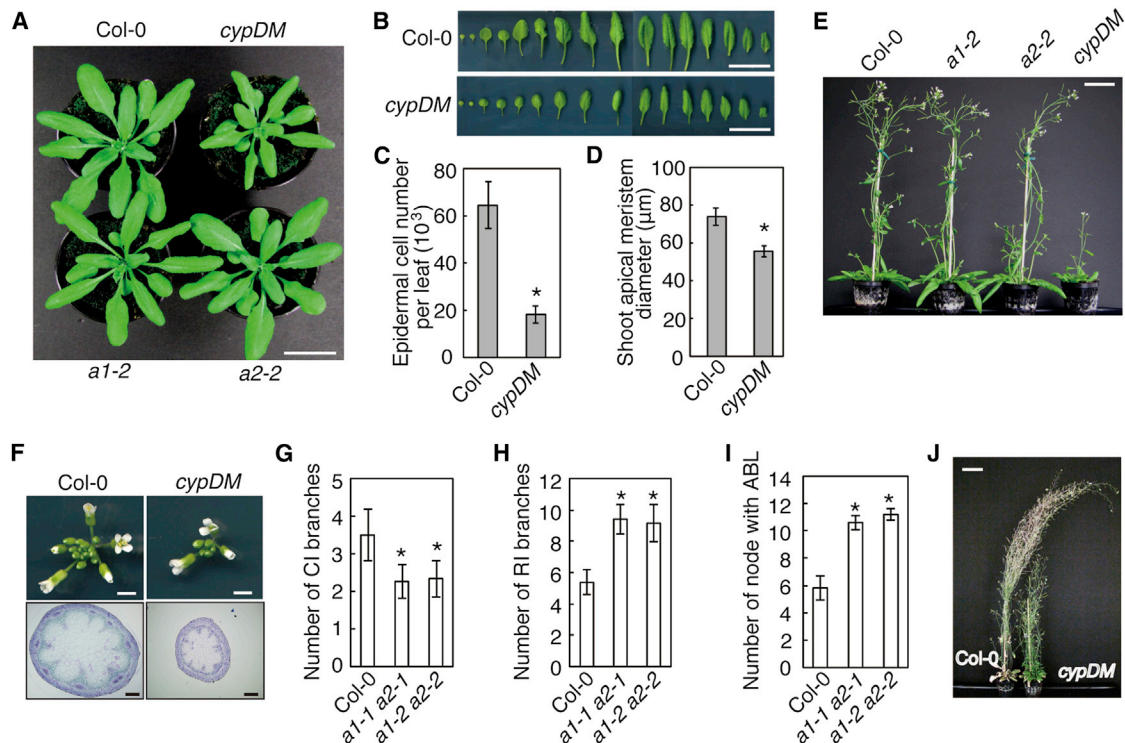 A
Col-0
cypDM
a1-2
a2-2
B
Col-0
cypDM
C
Epidermal cell number
per leaf (10³)
80
60
40
20
0
*
Col-0
cypDM
D
Shoot apical meristem
diameter (µm)
100
80
60
40
20
0
*
Col-0
cypDM
E
Col-0
a1-2
a2-2
cypDM
F
Col-0
cypDM
G
Number of CI branches
5
4
3
2
1
0
*
*
Col-0
a1-1 a2-1
a1-2 a2-2
H
Number of RI branches
12
10
8
6
4
2
0
*
*
Col-0
a1-1 a2-1
a1-2 a2-2
I
Number of node with ABL
14
12
10
8
6
4
2
0
*
*
Col-0
a1-1 a2-1
a1-2 a2-2
J
Col-0
cypDM